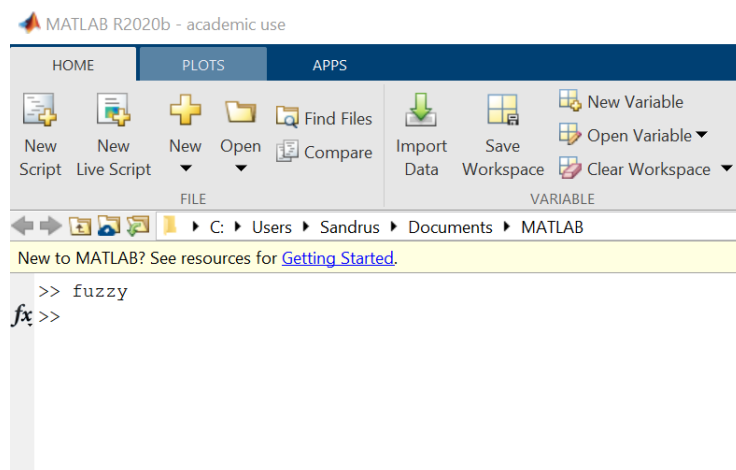 MATLAB R2020b - academic use
HOME PLOTS APPS
New Script
New Live Script
New
Open
Find Files
Compare
FILE
Import Data
Save Workspace
New Variable
Open Variable
Clear Workspace
VARIABLE
C: Users Sandrus Documents MATLAB
New to MATLAB? See resources for Getting Started.
>> fuzzy
fx >>